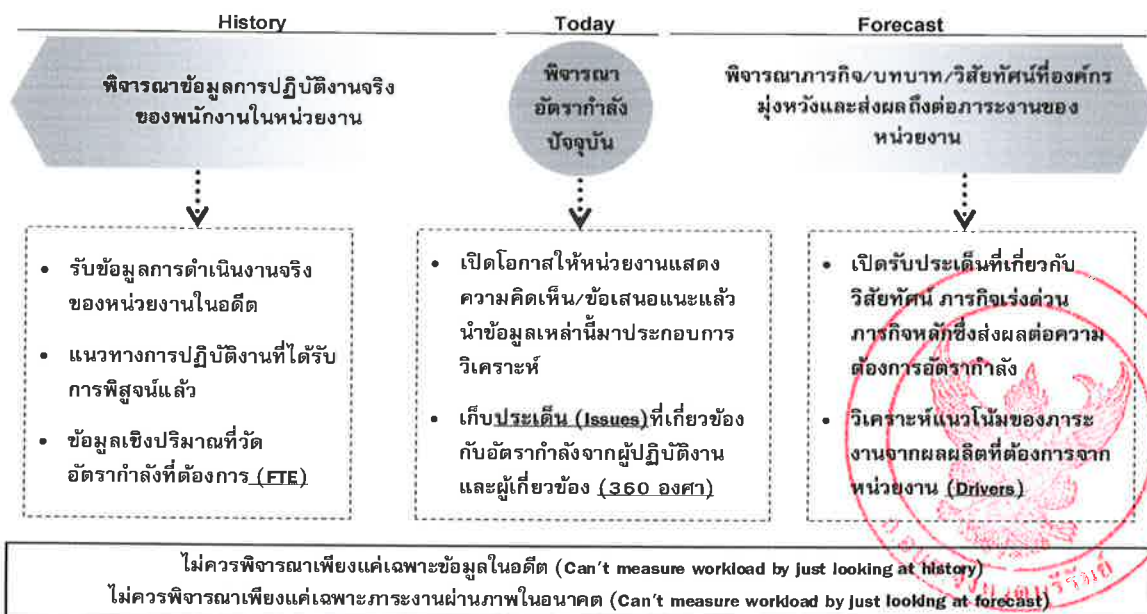 History
Today
Forecast
พิจารณาข้อมูลการปฏิบัติงานจริง
ของพนักงานในหน่วยงาน
พิจารณา
อัตรากำลัง
ปัจจุบัน
พิจารณาภารกิจ/บทบาท/วิสัยทัศน์ที่องค์กร
มุ่งหวังและส่งผลถึงต่อภาระงานของ
หน่วยงาน
• รับข้อมูลการดำเนินงานจริง
ของหน่วยงานในอดีต
• แนวทางการปฏิบัติงานที่ได้รับ
การพิสูจน์แล้ว
• ข้อมูลเชิงปริมาณที่วัด
อัตรากำลังที่ต้องการ (FTE)
• เปิดโอกาสให้หน่วยงานแสดง
ความคิดเห็น/ข้อเสนอแนะแล้ว
นำข้อมูลเหล่านี้มาประกอบการ
วิเคราะห์
• เก็บประเด็น (Issues)ที่เกี่ยวข้อง
กับอัตรากำลังจากผู้ปฏิบัติงาน
และผู้เกี่ยวข้อง (360 องศา)
• เปิดรับประเด็นที่เกี่ยวกับ
วิสัยทัศน์ ภารกิจเร่งด่วน
ภารกิจหลักซึ่งส่งผลต่อความ
ต้องการอัตรากำลัง
• วิเคราะห์แนวโน้มของภาระ
งานจากผลผลิตที่ต้องการจาก
หน่วยงาน (Drivers)
ไม่ควรพิจารณาเพียงแค่เฉพาะข้อมูลในอดีต (Can't measure workload by just looking at history)
ไม่ควรพิจารณาเพียงแค่เฉพาะภาระงานผ่านภาพในอนาคต (Can't measure workload by just looking at forecast)